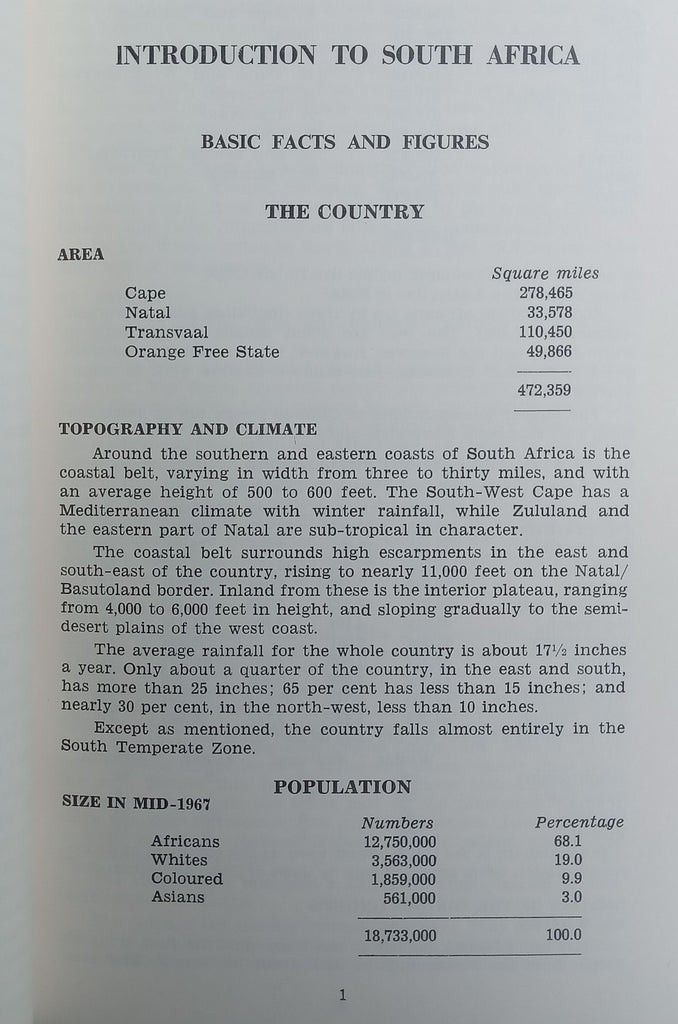 INTRODUCTION TO SOUTH AFRICA
BASIC FACTS AND FIGURES
THE COUNTRY
AREA
Square miles
Cape 278,465
Natal 33,578
Transvaal 110,450
Orange Free State 49,866
472,359
TOPOGRAPHY AND CLIMATE
Around the southern and eastern coasts of South Africa is the
coastal belt, varying in width from three to thirty miles, and with
an average height of 500 to 600 feet. The South-West Cape has a
Mediterranean climate with winter rainfall, while Zululand and
the eastern part of Natal are sub-tropical in character.
The coastal belt surrounds high escarpments in the east and
south-east of the country, rising to nearly 11,000 feet on the Natal/
Basutoland border. Inland from these is the interior plateau, ranging
from 4,000 to 6,000 feet in height, and sloping gradually to the semi-
desert plains of the west coast.
The average rainfall for the whole country is about 17½ inches
a year. Only about a quarter of the country, in the east and south,
has more than 25 inches; 65 per cent has less than 15 inches; and
nearly 30 per cent, in the north-west, less than 10 inches.
Except as mentioned, the country falls almost entirely in the
South Temperate Zone.
POPULATION
SIZE IN MID-1967
Numbers Percentage
Africans 12,750,000 68.1
Whites 3,563,000 19.0
Coloured 1,859,000 9.9
Asians 561,000 3.0
18,733,000 100.0
1